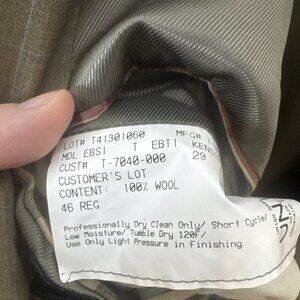 LOT# T41301060 MFG#
MDL EBSI T EBTI
CUST# T-7040-000 29
CUSTOMER'S LOT
CONTENT: 100% WOOL
46 REG
Professionally Dry Clean Only/ Short Cycle/
Low Moisture/ Tumble Dry 120F/
Use Only Light Pressure in Finishing